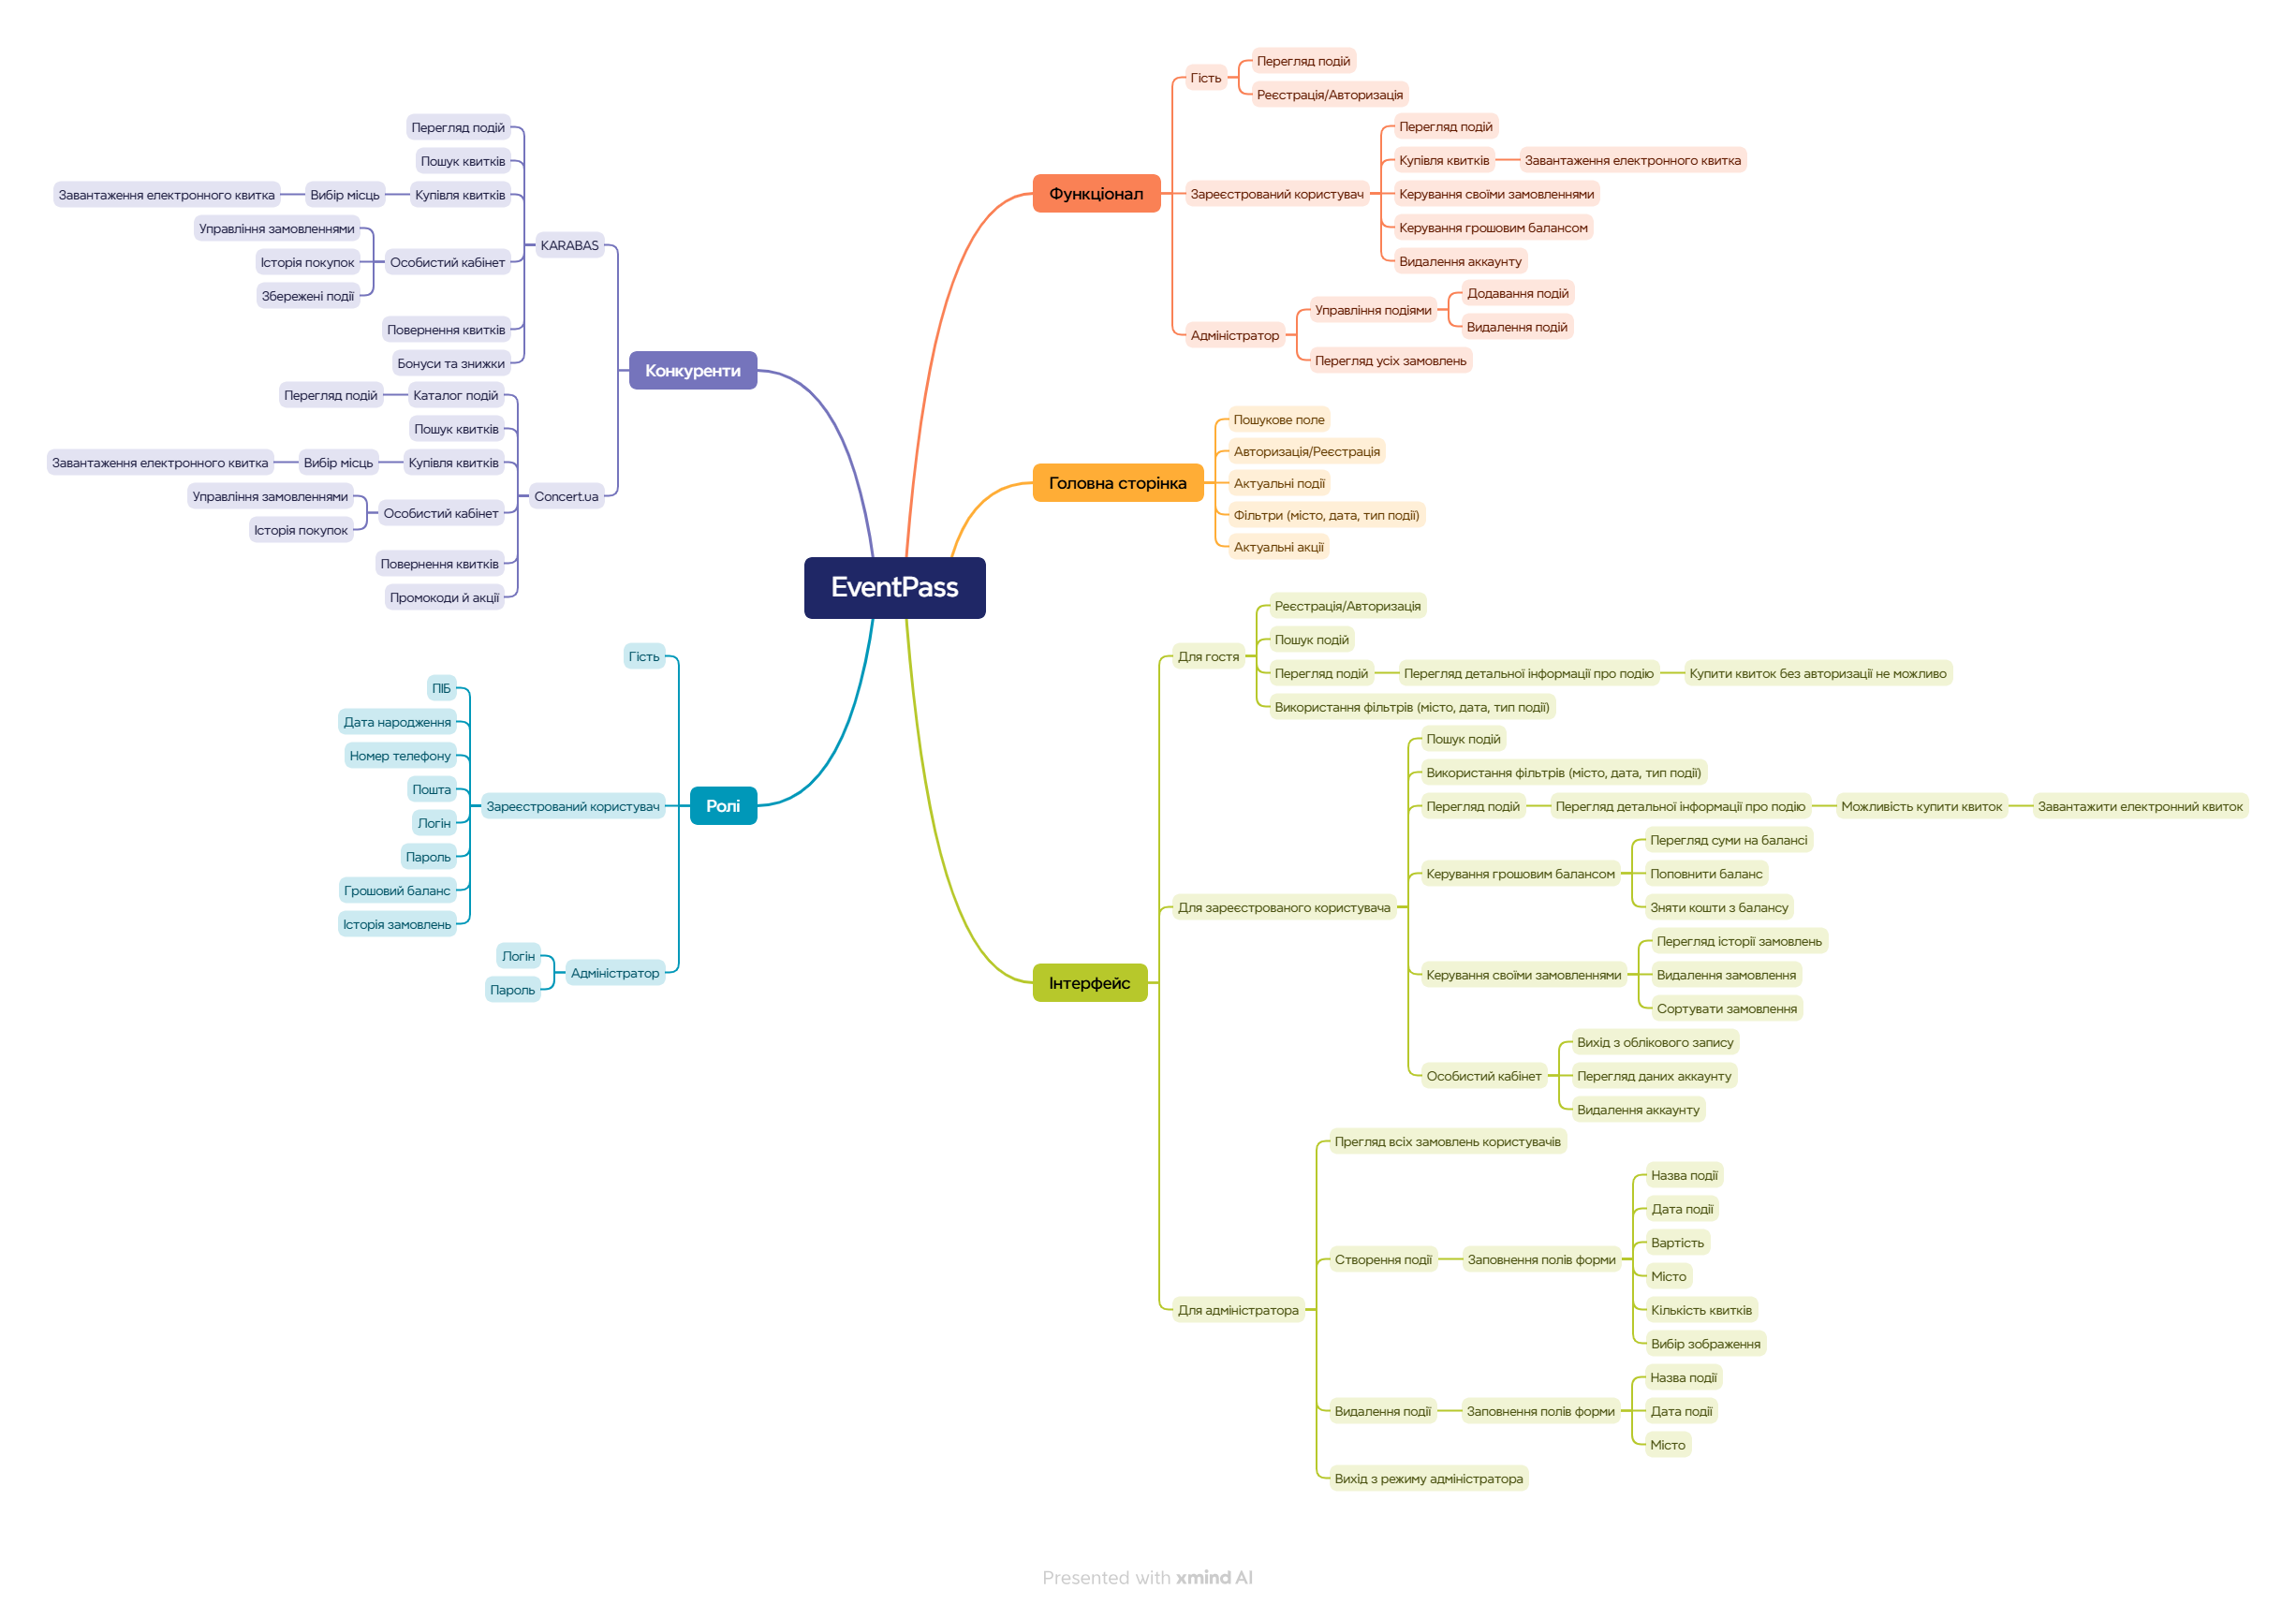 EventPass
Функціонал
Гість
Перегляд подій
Реєстрація/Авторизація
Зареєстрований користувач
Перегляд подій
Купівля квитків
Завантаження електронного квитка
Керування своїми замовленнями
Керування грошовим балансом
Видалення аккаунту
Адміністратор
Управління подіями
Додавання подій
Видалення подій
Перегляд усіх замовлень
Головна сторінка
Пошукове поле
Авторизація/Реєстрація
Актуальні події
Фільтри (місто, дата, тип події)
Актуальні акції
Інтерфейс
Для гостя
Реєстрація/Авторизація
Пошук подій
Перегляд подій
Перегляд детальної інформації про подію
Купити квиток без авторизації не можливо
Використання фільтрів (місто, дата, тип події)
Для зареєстрованого користувача
Пошук подій
Використання фільтрів (місто, дата, тип події)
Перегляд подій
Перегляд детальної інформації про подію
Можливість купити квиток
Завантажити електронний квиток
Керування грошовим балансом
Перегляд суми на балансі
Поповнити баланс
Зняти кошти з балансу
Керування своїми замовленнями
Перегляд історії замовлень
Видалення замовлення
Сортувати замовлення
Особистий кабінет
Вихід з облікового запису
Перегляд даних аккаунту
Видалення аккаунту
Для адміністратора
Прегляд всіх замовлень користувачів
Створення події
Заповнення полів форми
Назва події
Дата події
Вартість
Місто
Кількість квитків
Вибір зображення
Видалення події
Заповнення полів форми
Назва події
Дата події
Місто
Вихід з режиму адміністратора
Конкуренти
KARABAS
Перегляд подій
Пошук квитків
Купівля квитків
Вибір місць
Завантаження електронного квитка
Особистий кабінет
Управління замовленнями
Історія покупок
Збережені події
Повернення квитків
Бонуси та знижки
Concert.ua
Каталог подій
Перегляд подій
Пошук квитків
Купівля квитків
Вибір місць
Завантаження електронного квитка
Особистий кабінет
Управління замовленнями
Історія покупок
Повернення квитків
Промокоди й акції
Ролі
Гість
Зареєстрований користувач
ПІБ
Дата народження
Номер телефону
Пошта
Логін
Пароль
Грошовий баланс
Історія замовлень
Адміністратор
Логін
Пароль
Presented with xmind AI